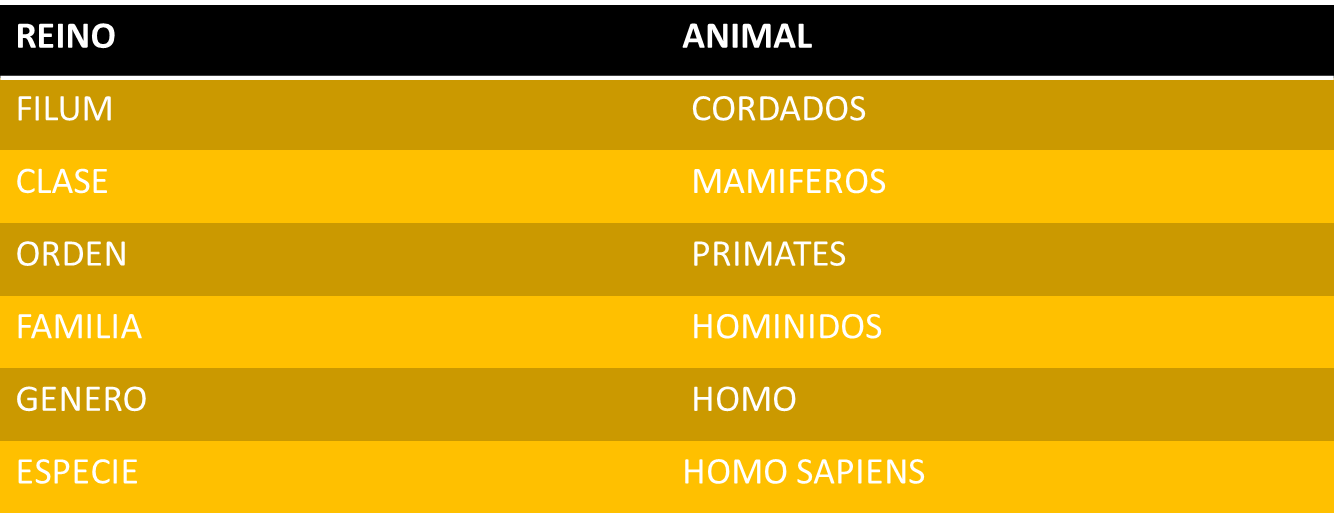 REINO ANIMAL
FILUM CORDADOS
CLASE MAMIFEROS
ORDEN PRIMATES
FAMILIA HOMINIDOS
GENERO HOMO
ESPECIE HOMO SAPIENS